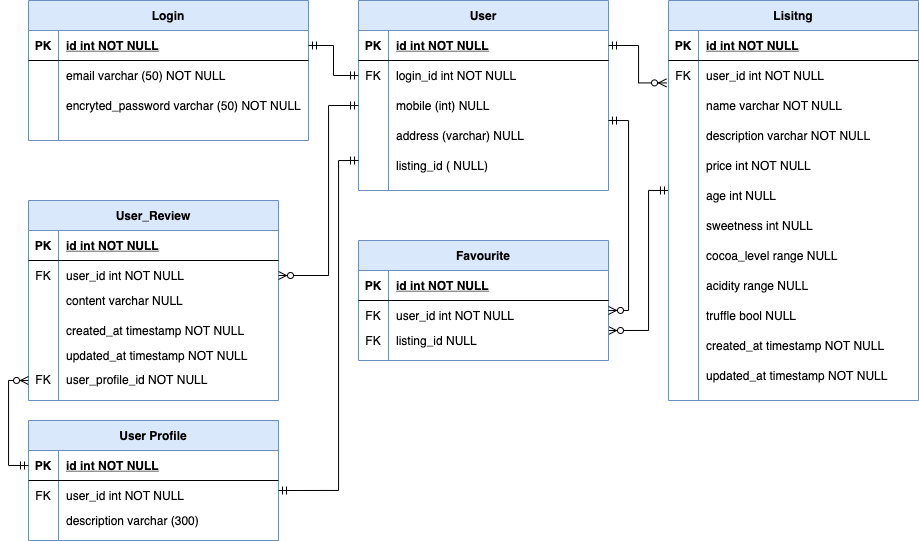 Login
PK id int NOT NULL
email varchar (50) NOT NULL
encryted_password varchar (50) NOT NULL
User
PK id int NOT NULL
FK login_id int NOT NULL
mobile (int) NULL
address (varchar) NULL
listing_id ( NULL)
Lisitng
PK id int NOT NULL
FK user_id int NOT NULL
name varchar NOT NULL
description varchar NOT NULL
price int NOT NULL
age int NULL
sweetness int NULL
cocoa_level range NULL
acidity range NULL
truffle bool NULL
created_at timestamp NOT NULL
updated_at timestamp NOT NULL
User_Review
PK id int NOT NULL
FK user_id int NOT NULL
content varchar NULL
created_at timestamp NOT NULL
updated_at timestamp NOT NULL
FK user_profile_id NOT NULL
Favourite
PK id int NOT NULL
FK user_id int NOT NULL
FK listing_id NULL
User Profile
PK id int NOT NULL
FK user_id int NOT NULL
description varchar (300)